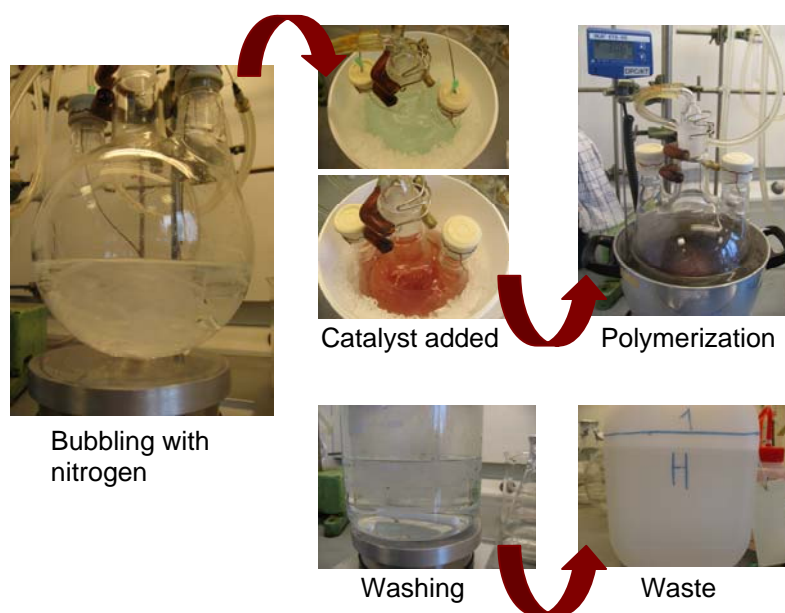 Bubbling with
nitrogen
Catalyst added
Polymerization
Washing
Waste
1
H